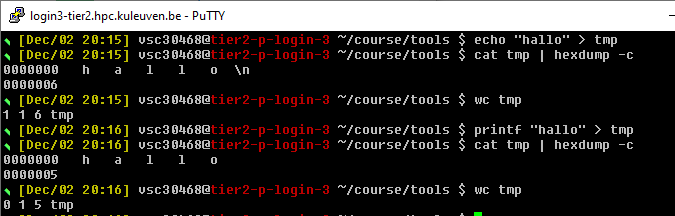 login3-tier2.hpc.kuleuven.be - PuTTY
[Dec/02 20:15] vsc30468@tier2-p-login-3 ~/course/tools $ echo "hallo" > tmp
[Dec/02 20:15] vsc30468@tier2-p-login-3 ~/course/tools $ cat tmp | hexdump -c
0000000   h   a   l   l   o  \n
0000006
[Dec/02 20:15] vsc30468@tier2-p-login-3 ~/course/tools $ wc tmp
1 1 6 tmp
[Dec/02 20:16] vsc30468@tier2-p-login-3 ~/course/tools $ printf "hallo" > tmp
[Dec/02 20:16] vsc30468@tier2-p-login-3 ~/course/tools $ cat tmp | hexdump -c
0000000   h   a   l   l   o
0000005
[Dec/02 20:16] vsc30468@tier2-p-login-3 ~/course/tools $ wc tmp
0 1 5 tmp